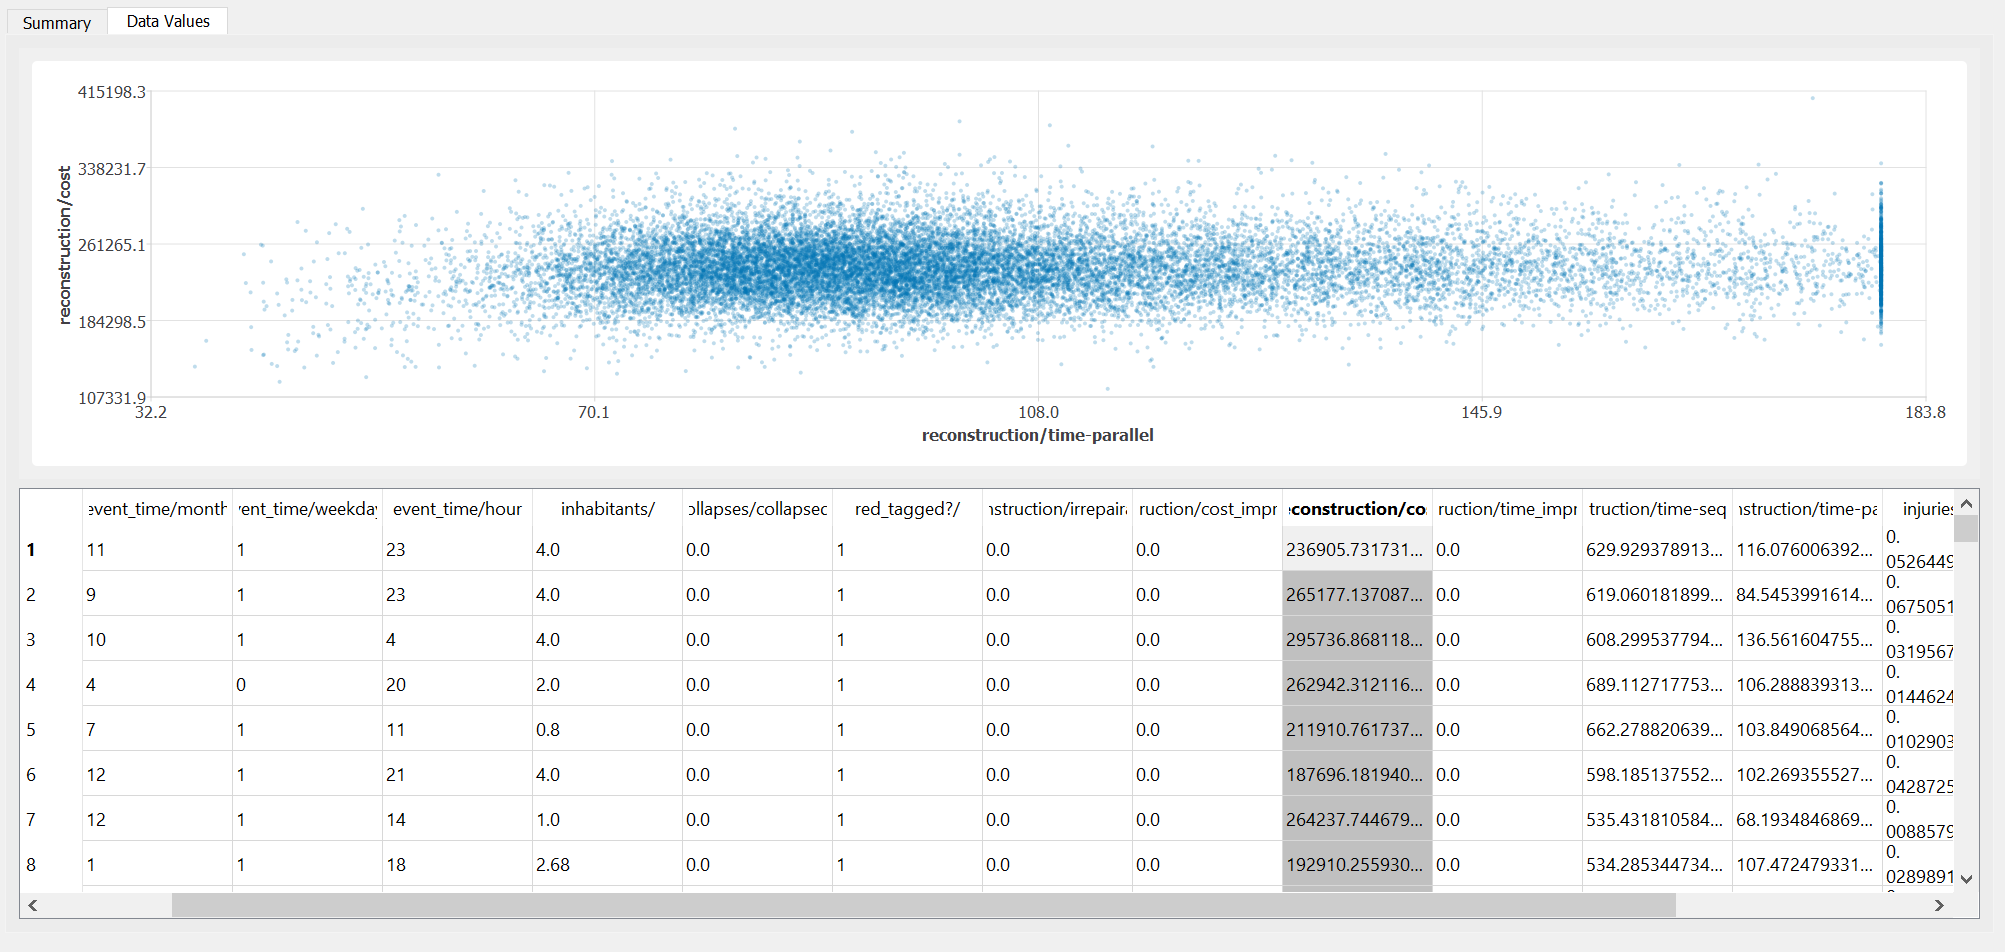 Summary Data Values
415198.3
338231.7
261265.1
184298.5
107331.9
reconstruction/cost
32.2 70.1 108.0 145.9 183.8
reconstruction/time-parallel
event_time/month vent_time/weekday event_time/hour inhabitants/ ollapses/collapsed red_tagged?/ nstruction/irrepaira ruction/cost_impr econstruction/co ruction/time_impr truction/time-seq nstruction/time-pa injuries
1 11 1 23 4.0 0.0 1 0.0 0.0 236905.731731... 0.0 629.929378913... 116.076006392... 0.
0526449
2 9 1 23 4.0 0.0 1 0.0 0.0 265177.137087... 0.0 619.060181899... 84.5453991614... 0.
0675051
3 10 1 4 4.0 0.0 1 0.0 0.0 295736.868118... 0.0 608.299537794... 136.561604755... 0.
0319567
4 4 0 20 2.0 0.0 1 0.0 0.0 262942.312116... 0.0 689.112717753... 106.288839313... 0.
0144624
5 7 1 11 0.8 0.0 1 0.0 0.0 211910.761737... 0.0 662.278820639... 103.849068564... 0.
0102903
6 12 1 21 4.0 0.0 1 0.0 0.0 187696.181940... 0.0 598.185137552... 102.269355527... 0.
0428725
7 12 1 14 1.0 0.0 1 0.0 0.0 264237.744679... 0.0 535.431810584... 68.1934846869... 0.
0088579
8 1 1 18 2.68 0.0 1 0.0 0.0 192910.255930... 0.0 534.285344734... 107.472479331... 0.
0289891